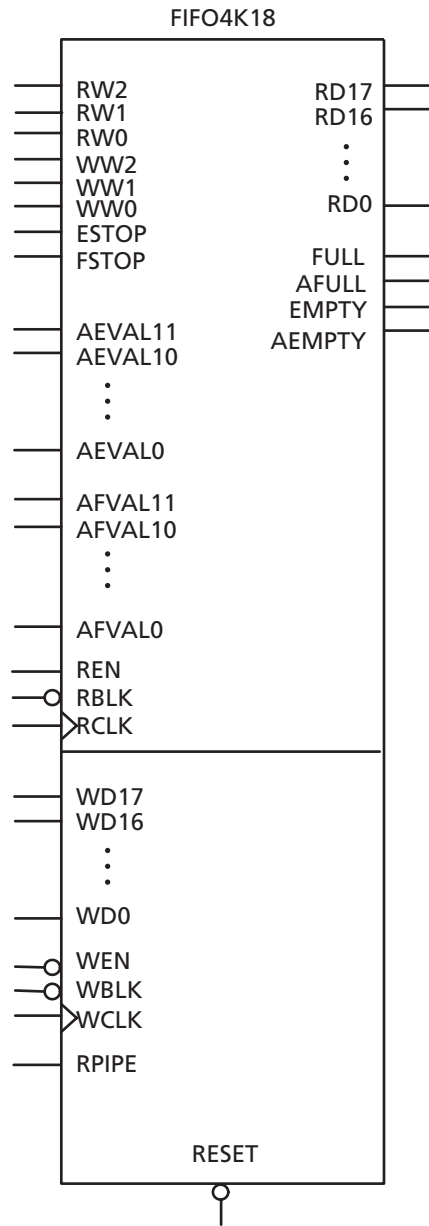 FIFO4K18
RW2
RW1
RW0
WW2
WW1
WW0
ESTOP
FSTOP
AEVAL11
AEVAL10
AEVAL0
AFVAL11
AFVAL10
AFVAL0
REN
RBLK
RCLK
RD17
RD16
RD0
FULL
AFULL
EMPTY
AEMPTY
WD17
WD16
WD0
WEN
WBLK
WCLK
RPIPE
RESET